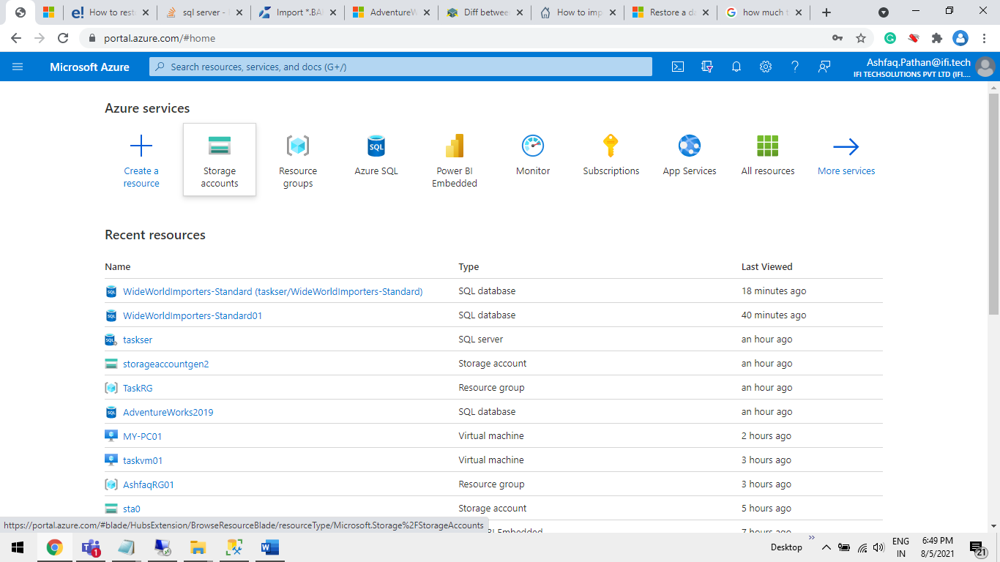 How to rest
sql server -
Import *.BA
AdventureW
Diff betwee
How to imp
Restore a da
how much t
portal.azure.com/#home
Microsoft Azure
Search resources, services, and docs (G+/)
Ashfaq.Pathan@ifi.tech
IFI TECHSOLUTIONS PVT LTD (IFI....
Azure services
Create a resource
Storage accounts
Resource groups
SQL
Azure SQL
Power BI Embedded
Monitor
Subscriptions
App Services
All resources
More services
Recent resources
Name Type Last Viewed
WideWorldImporters-Standard (taskser/WideWorldImporters-Standard) SQL database 18 minutes ago
WideWorldImporters-Standard01 SQL database 40 minutes ago
taskser SQL server an hour ago
storageaccountgen2 Storage account an hour ago
TaskRG Resource group an hour ago
AdventureWorks2019 SQL database an hour ago
MY-PC01 Virtual machine 2 hours ago
taskvm01 Virtual machine 3 hours ago
AshfaqRG01 Resource group 3 hours ago
sta0 Storage account 5 hours ago
BI Embedded 7 hours ago
https://portal.azure.com/#blade/HubsExtension/BrowseResourceBlade/resourceType/Microsoft.Storage%2FStorageAccounts
1
Desktop
ENG
IN
6:49 PM
8/5/2021
21